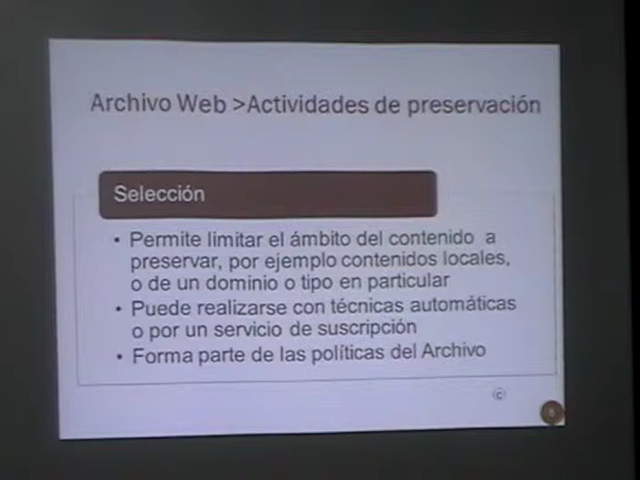 Archivo Web >Actividades de preservación
Selección
• Permite limitar el ámbito del contenido a
preservar, por ejemplo contenidos locales,
o de un dominio o tipo en particular
• Puede realizarse con técnicas automáticas
o por un servicio de suscripción
• Forma parte de las políticas del Archivo
©